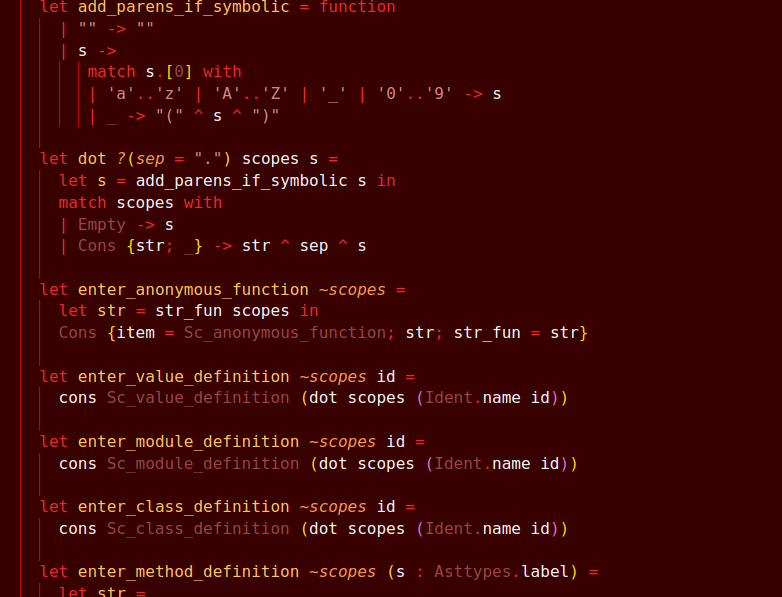 let add_parens_if_symbolic = function
| "" -> ""
| s ->
match s.[0] with
| 'a'..'z' | 'A'..'Z' | '_' | '0'..'9' -> s
| _ -> "(" ^ s ^ ")"
let dot ?(sep = ".") scopes s =
let s = add_parens_if_symbolic s in
match scopes with
| Empty -> s
| Cons {str; _} -> str ^ sep ^ s
let enter_anonymous_function ~scopes =
let str = str_fun scopes in
Cons {item = Sc_anonymous_function; str; str_fun = str}
let enter_value_definition ~scopes id =
cons Sc_value_definition (dot scopes (Ident.name id))
let enter_module_definition ~scopes id =
cons Sc_module_definition (dot scopes (Ident.name id))
let enter_class_definition ~scopes id =
cons Sc_class_definition (dot scopes (Ident.name id))
let enter_method_definition ~scopes (s : Asttypes.label) =
let str =